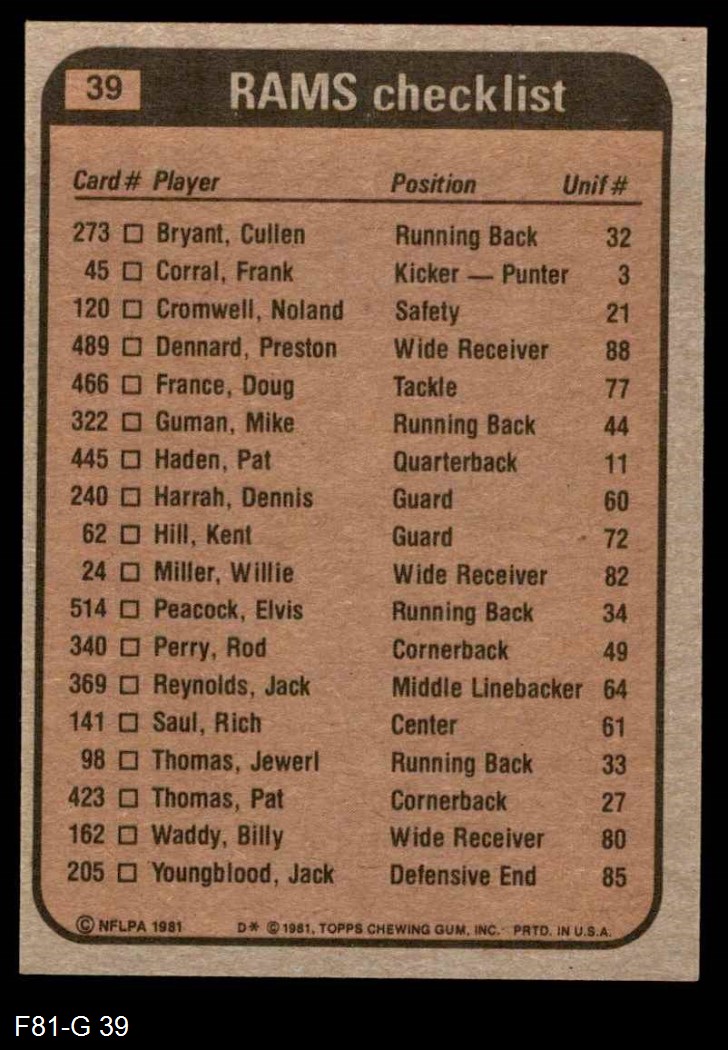 39 RAMS checklist
Card # Player Position Unif #
273 □ Bryant, Cullen Running Back 32
45 □ Corral, Frank Kicker — Punter 3
120 □ Cromwell, Noland Safety 21
489 □ Dennard, Preston Wide Receiver 88
466 □ France, Doug Tackle 77
322 □ Guman, Mike Running Back 44
445 □ Haden, Pat Quarterback 11
240 □ Harrah, Dennis Guard 60
62 □ Hill, Kent Guard 72
24 □ Miller, Willie Wide Receiver 82
514 □ Peacock, Elvis Running Back 34
340 □ Perry, Rod Cornerback 49
369 □ Reynolds, Jack Middle Linebacker 64
141 □ Saul, Rich Center 61
98 □ Thomas, Jewerl Running Back 33
423 □ Thomas, Pat Cornerback 27
162 □ Waddy, Billy Wide Receiver 80
205 □ Youngblood, Jack Defensive End 85
© NFLPA 1981 D* © 1981, TOPPS CHEWING GUM, INC. PRTD. IN U.S.A.
F81-G 39